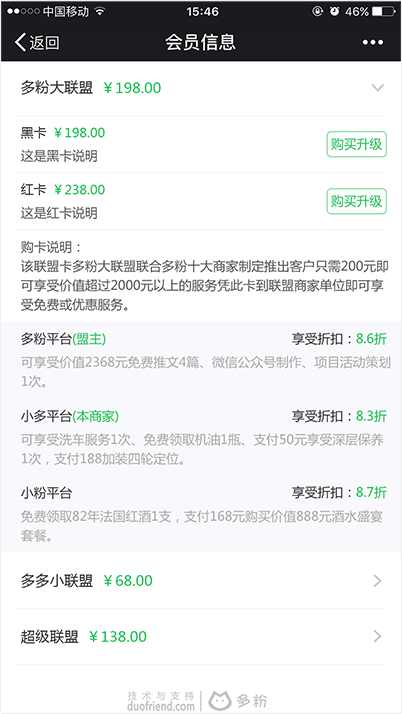 中国移动 15:46 46%
返回 会员信息
多粉大联盟 ￥198.00
黑卡 ￥198.00
这是黑卡说明
购买升级
红卡 ￥238.00
这是红卡说明
购买升级
购卡说明：
该联盟卡多粉大联盟联合多粉十大商家制定推出客户只需200元即
可享受价值超过2000元以上的服务凭此卡到联盟商家单位即可享
受免费或优惠服务。
多粉平台(盟主) 享受折扣：8.6折
可享受价值2368元免费推文4篇、微信公众号制作、项目活动策划
1次。
小多平台(本商家) 享受折扣：8.3折
可享受洗车服务1次、免费领取机油1瓶、支付50元享受深层保养
1次，支付188加装四轮定位。
小粉平台 享受折扣：8.7折
免费领取82年法国红酒1支，支付168元购买价值888元酒水盛宴
套餐。
多多小联盟 ￥68.00
超级联盟 ￥138.00
技术与支持
duofriend.com 多粉